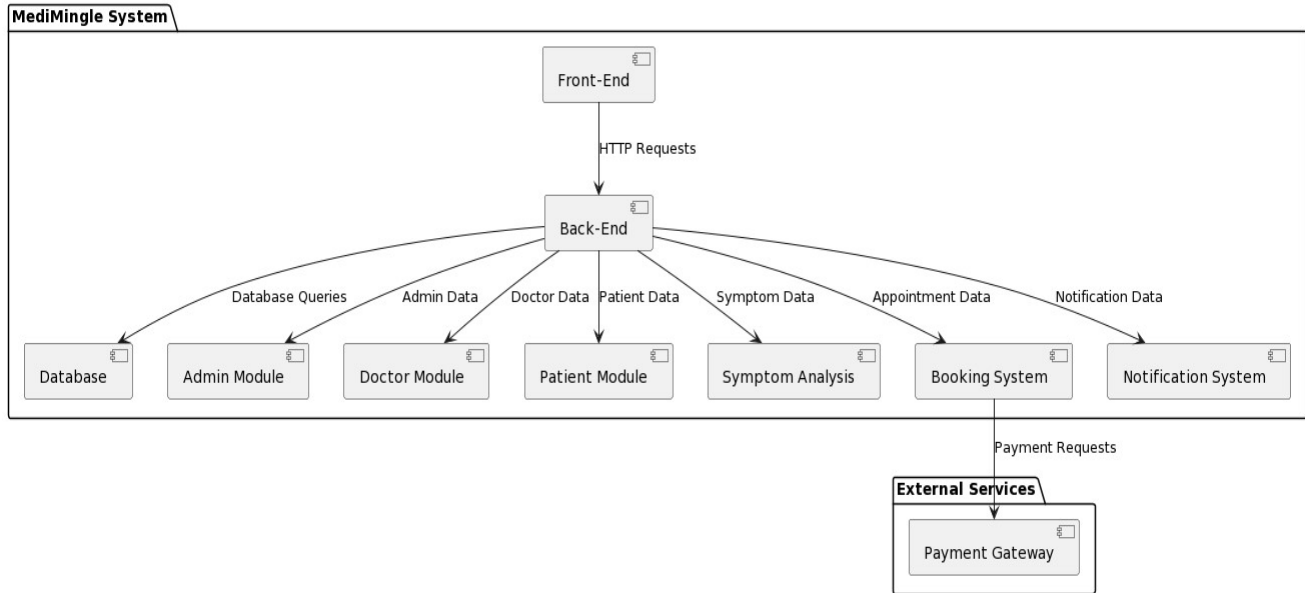 MediMingle System
Front-End
HTTP Requests
Back-End
Database Queries
Admin Data
Doctor Data
Patient Data
Symptom Data
Appointment Data
Notification Data
Database
Admin Module
Doctor Module
Patient Module
Symptom Analysis
Booking System
Notification System
Payment Requests
External Services
Payment Gateway